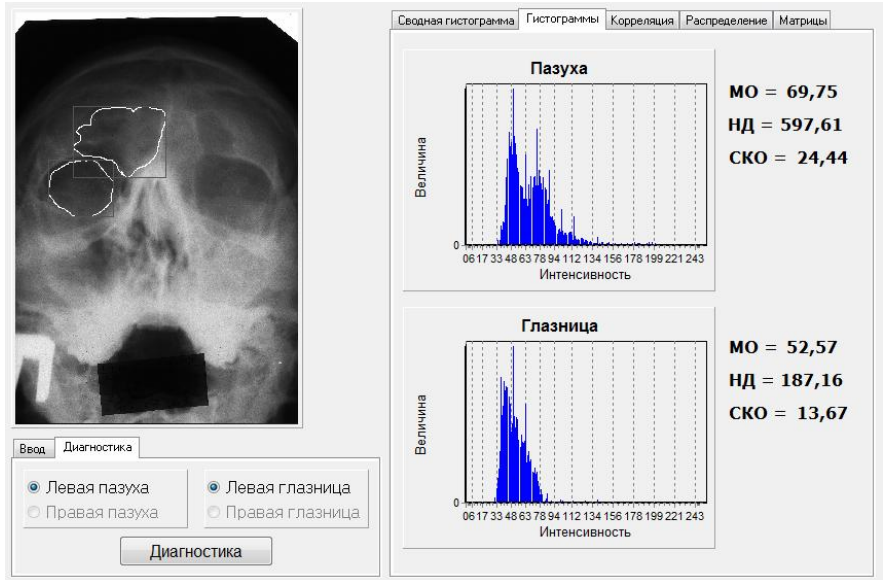 Сводная гистограмма Гистограммы Корреляция Распределение Матрицы
Пазуха
Величина
0
06 17 33 48 63 78 94 112 134 156 178 199 221 243
Интенсивность
МО = 69,75
НД = 597,61
СКО = 24,44
Глазница
Величина
0
06 17 33 48 63 78 94 112 134 156 178 199 221 243
Интенсивность
МО = 52,57
НД = 187,16
СКО = 13,67
Ввод Диагностика
Левая пазуха
Правая пазуха
Левая глазница
Правая глазница
Диагностика